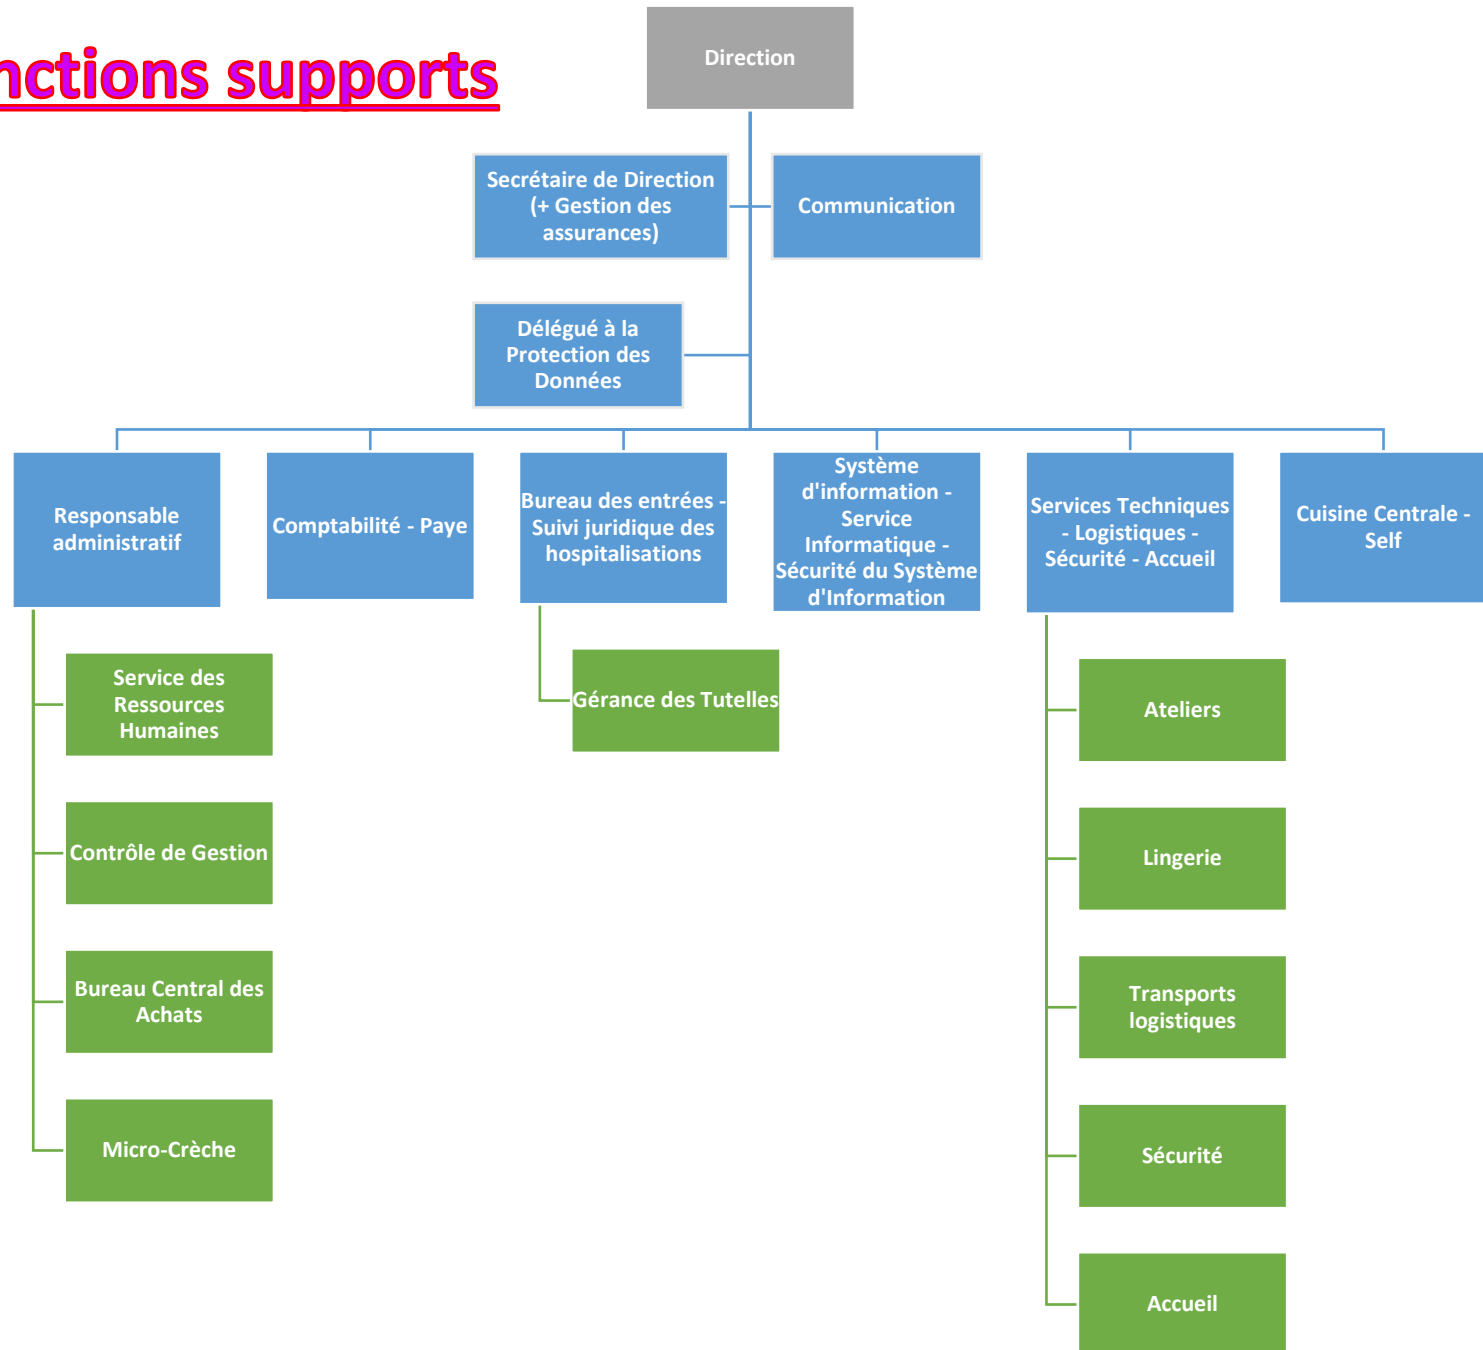 nctions supports
Direction
Secrétaire de Direction
(+ Gestion des
assurances)
Communication
Délégué à la
Protection des
Données
Responsable
administratif
Comptabilité - Paye
Bureau des entrées -
Suivi juridique des
hospitalisations
Système
d'information -
Service
Informatique -
Sécurité du Système
d'Information
Services Techniques
- Logistiques -
Sécurité - Accueil
Cuisine Centrale -
Self
Service des
Ressources
Humaines
Contrôle de Gestion
Bureau Central des
Achats
Micro-Crèche
Gérance des Tutelles
Ateliers
Lingerie
Transports
logistiques
Sécurité
Accueil